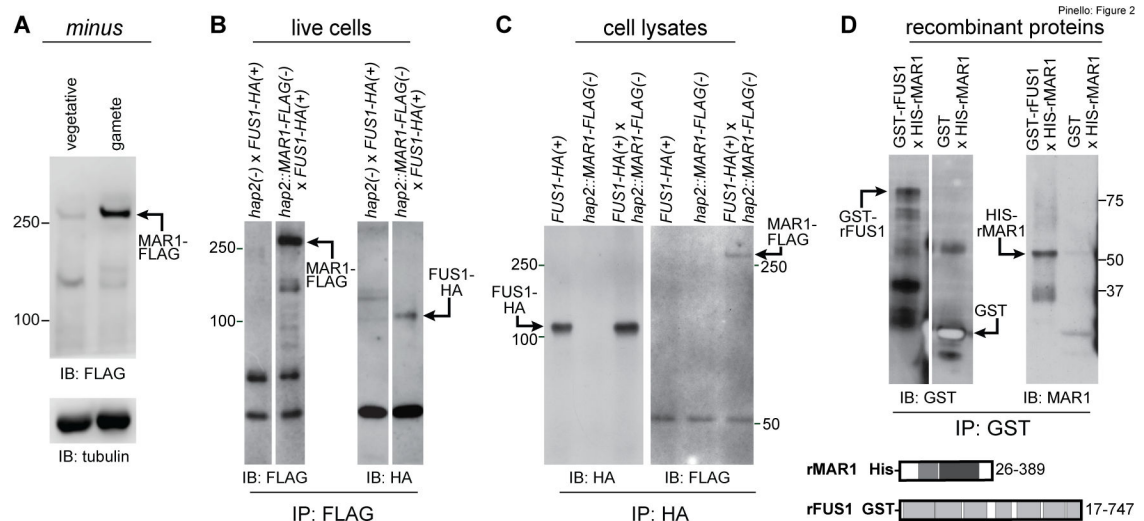 Pinello: Figure 2
A
minus
vegetative
gamete
250
100
MAR1-
FLAG
IB: FLAG
IB: tubulin
B
live cells
hap2(-) x FUS1-HA(+)
hap2::MAR1-FLAG(-)
x FUS1-HA(+)
hap2(-) x FUS1-HA(+)
hap2::MAR1-FLAG(-)
x FUS1-HA(+)
250
100
MAR1-
FLAG
FUS1-
HA
IB: FLAG
IB: HA
IP: FLAG
C
cell lysates
FUS1-HA(+)
hap2::MAR1-FLAG(-)
FUS1-HA(+) x
hap2::MAR1-FLAG(-)
FUS1-HA(+)
hap2::MAR1-FLAG(-)
FUS1-HA(+) x
hap2::MAR1-FLAG(-)
250
FUS1-
HA
100
MAR1-
FLAG
250
100
50
IB: HA
IB: FLAG
IP: HA
D
recombinant proteins
GST-rFUS1
x HIS-rMAR1
GST
x HIS-rMAR1
GST-rFUS1
x HIS-rMAR1
GST
x HIS-rMAR1
GST-
rFUS1
HIS-
rMAR1
GST
75
50
37
IB: GST
IB: MAR1
IP: GST
rMAR1 His- 26-389
rFUS1 GST- 17-747